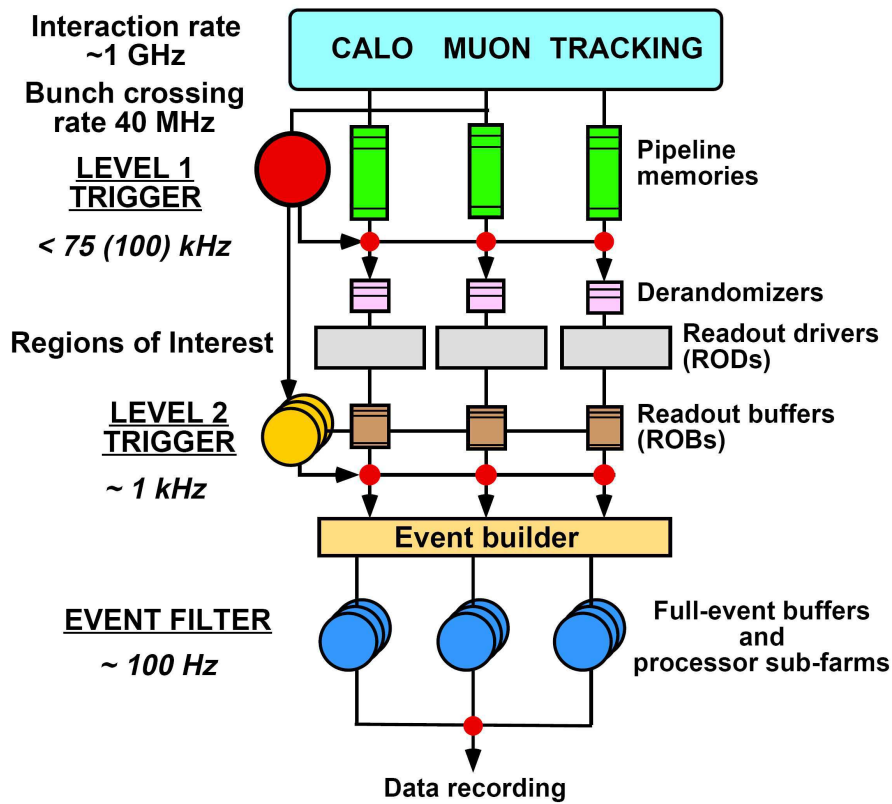 Interaction rate
~1 GHz
CALO MUON TRACKING
Bunch crossing
rate 40 MHz
LEVEL 1
TRIGGER
Pipeline
memories
< 75 (100) kHz
Derandomizers
Regions of Interest
Readout drivers
(RODs)
LEVEL 2
TRIGGER
Readout buffers
(ROBs)
~ 1 kHz
Event builder
EVENT FILTER
~ 100 Hz
Full-event buffers
and
processor sub-farms
Data recording